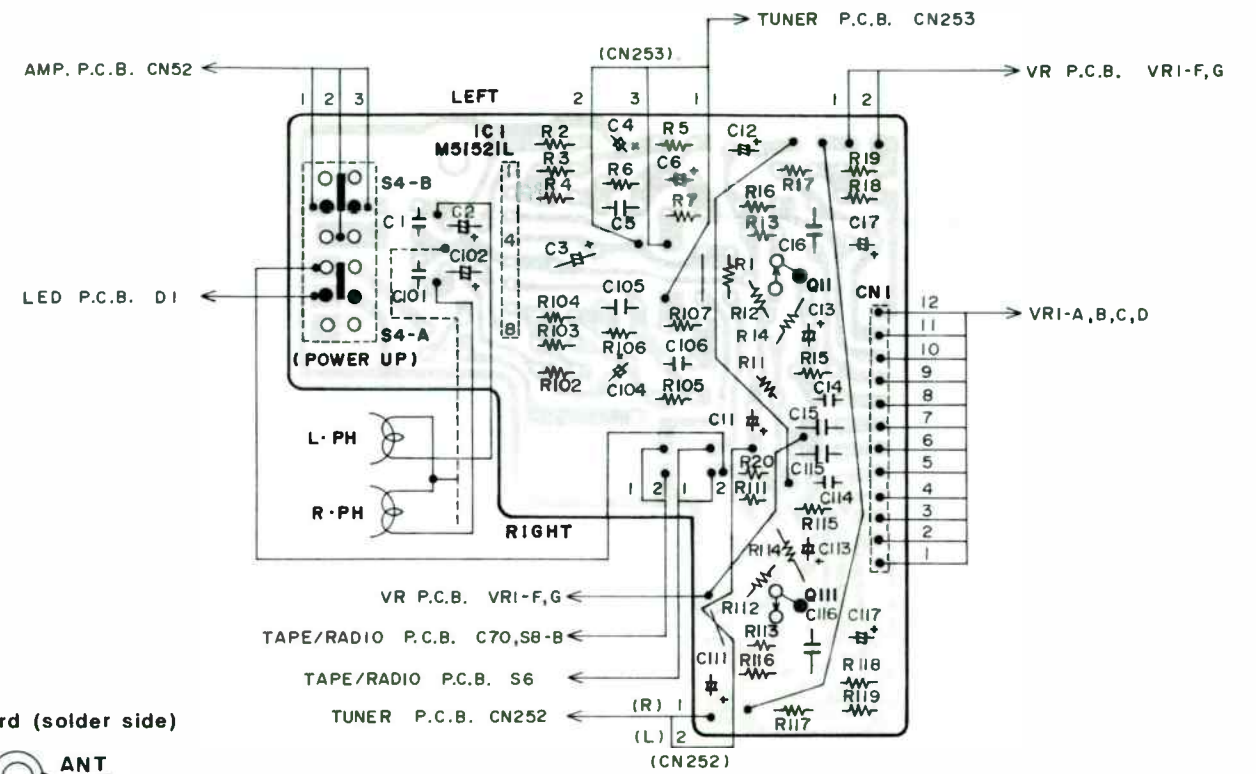 TUNER P.C.B. CN253
(CN253)
AMP. P.C.B. CN52
VR P.C.B. VR1-F,G
1 2 3
LEFT
2 3 1
1 2
IC1
M51521L
R2
C4
R5
C12
R3
R6
C6
R17
R19
R4
R7
R16
R18
S4-B
1
C1
C2
C5
R13
C17
4
C3
C16
C102
R1
Q11
C101
C105
CN1
LED P.C.B. D1
R104
R107
R12
C13
12
VR1-A,B,C,D
8
R103
R14
11
S4-A
R106
C106
10
(POWER UP)
R11
R15
9
R102
C104
R105
C14
8
C11
C15
7
L·PH
6
R20
C115
5
1 2 1 2
R111
C114
4
R·PH
RIGHT
R115
3
2
R114
C113
1
VR P.C.B. VR1-F,G
R112
Q111
C116
C117
TAPE/RADIO P.C.B. C70,S8-B
R113
C111
R116
R118
TAPE/RADIO P.C.B. S6
R119
TUNER P.C.B. CN252
(R) 1
R117
(L) 2
(CN252)
rd (solder side)
ANT